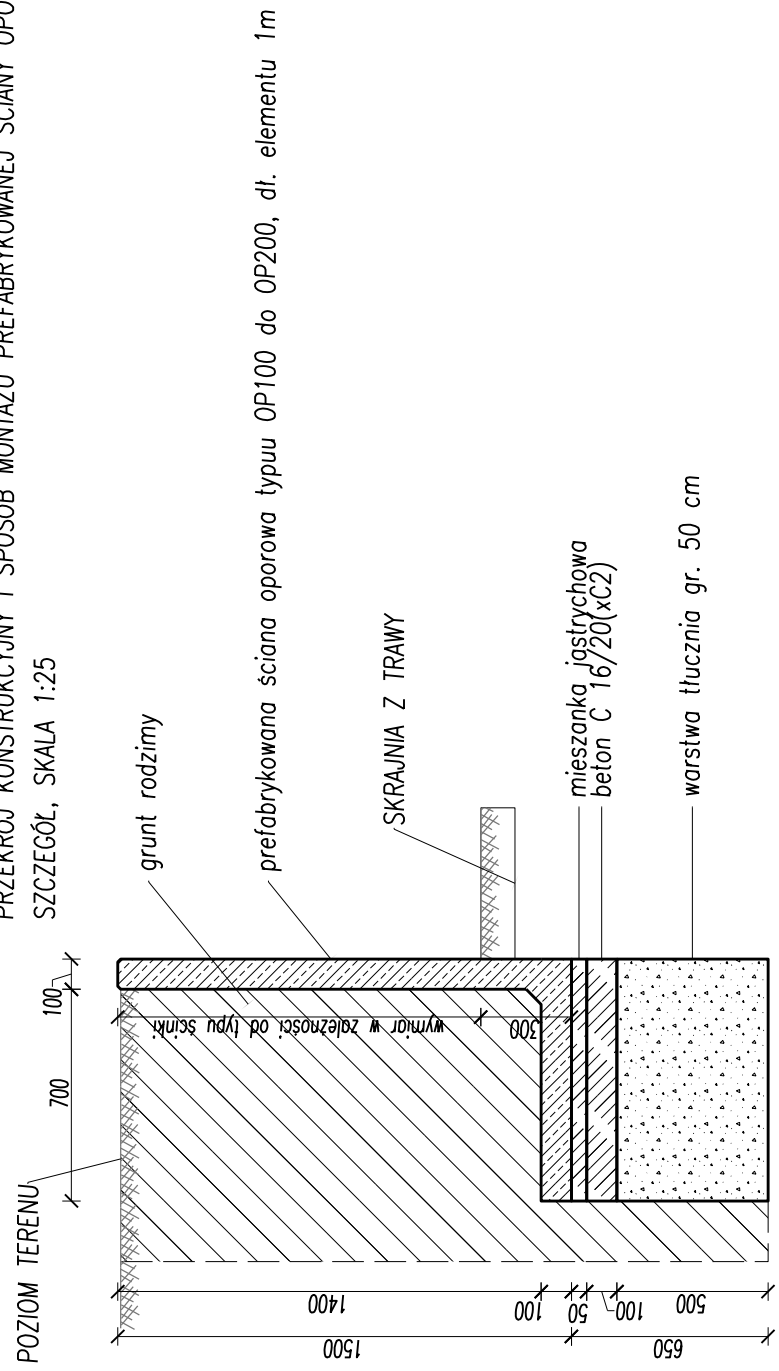 PRZEKRÓJ KONSTRUKCYJNY I SPOSÓB MONTAŻU PREFABRYKOWANEJ ŚCIANY OPO
SZCZEGÓŁ, SKALA 1:25
POZIOM TERENU
700
100
grunt rodzimy
prefabrykowana ściana oporowa typuu OP100 do OP200, dł. elementu 1m
SKRAJNIA Z TRAWY
wymiar w zależności od typu ścinki
300
mieszanka jastrychowa
beton C 16/20(xC2)
warstwa tłucznia gr. 50 cm
1400
100
50
100
500
1500
650